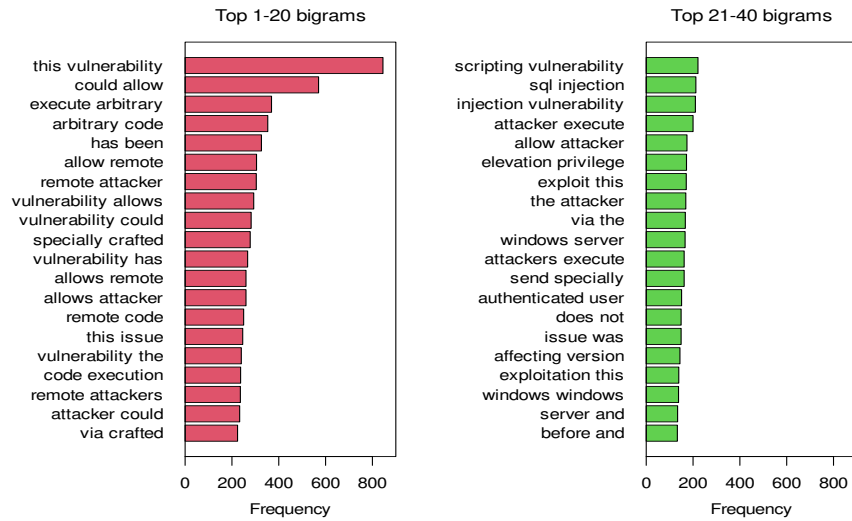 Top 1-20 bigrams
this vulnerability
could allow
execute arbitrary
arbitrary code
has been
allow remote
remote attacker
vulnerability allows
vulnerability could
specially crafted
vulnerability has
allows remote
allows attacker
remote code
this issue
vulnerability the
code execution
remote attackers
attacker could
via crafted
0 200 400 600 800
Frequency
Top 21-40 bigrams
scripting vulnerability
sql injection
injection vulnerability
attacker execute
allow attacker
elevation privilege
exploit this
the attacker
via the
windows server
attackers execute
send specially
authenticated user
does not
issue was
affecting version
exploitation this
windows windows
server and
before and
0 200 400 600 800
Frequency